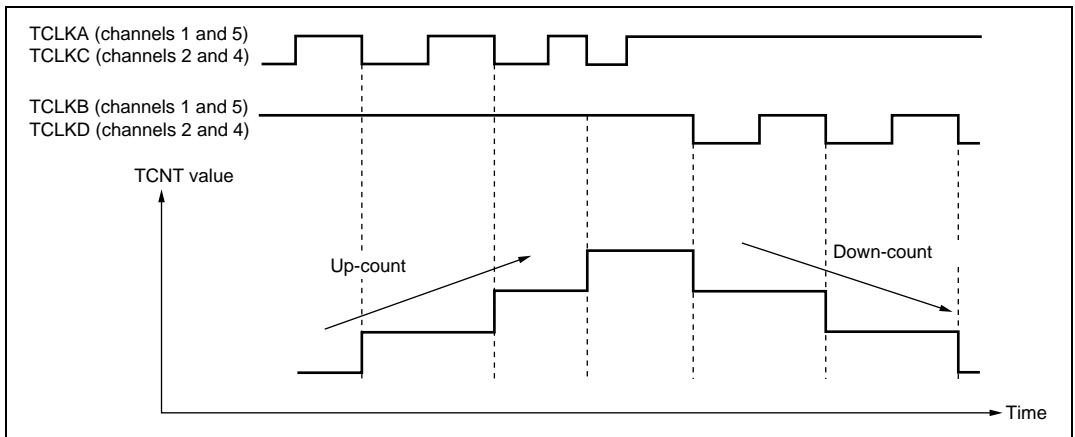 TCLKA (channels 1 and 5)
TCLKC (channels 2 and 4)
TCLKB (channels 1 and 5)
TCLKD (channels 2 and 4)
TCNT value
Up-count
Down-count
Time